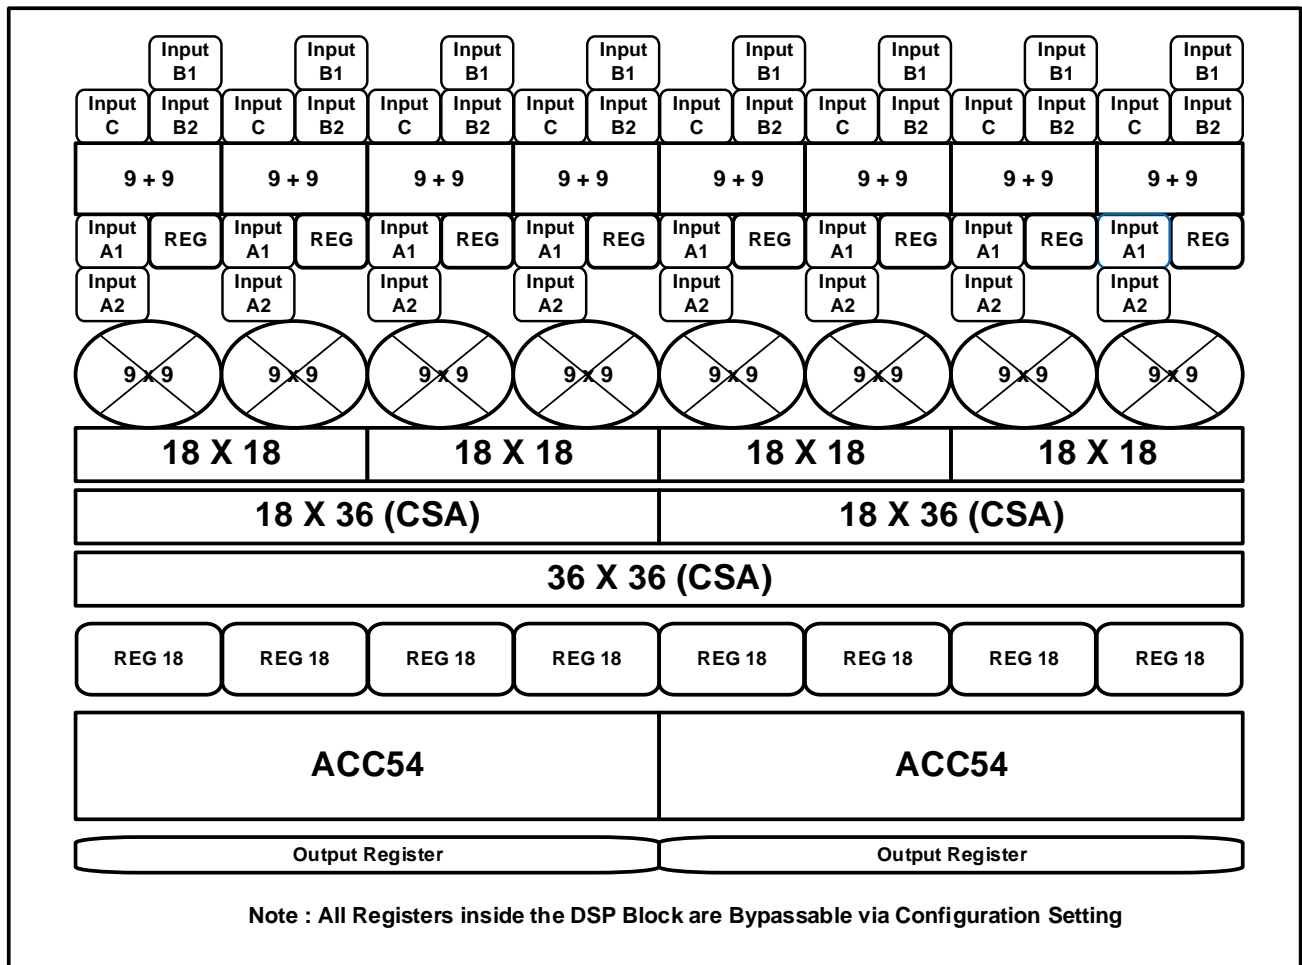 Input Input Input Input Input Input Input Input
B1 B1 B1 B1 B1 B1 B1 B1
Input Input Input Input Input Input Input Input Input Input Input Input Input Input Input Input
C B2 C B2 C B2 C B2 C B2 C B2 C B2 C B2
9 + 9 9 + 9 9 + 9 9 + 9 9 + 9 9 + 9 9 + 9 9 + 9
Input REG Input REG Input REG Input REG Input REG Input REG Input REG Input REG
A1 A1 A1 A1 A1 A1 A1 A1
Input Input Input Input Input Input Input Input
A2 A2 A2 A2 A2 A2 A2 A2
9 x 9 9 x 9 9 x 9 9 x 9 9 x 9 9 x 9 9 x 9 9 x 9
18 X 18 18 X 18 18 X 18 18 X 18
18 X 36 (CSA) 18 X 36 (CSA)
36 X 36 (CSA)
REG 18 REG 18 REG 18 REG 18 REG 18 REG 18 REG 18 REG 18
ACC54 ACC54
Output Register Output Register
Note : All Registers inside the DSP Block are Bypassable via Configuration Setting